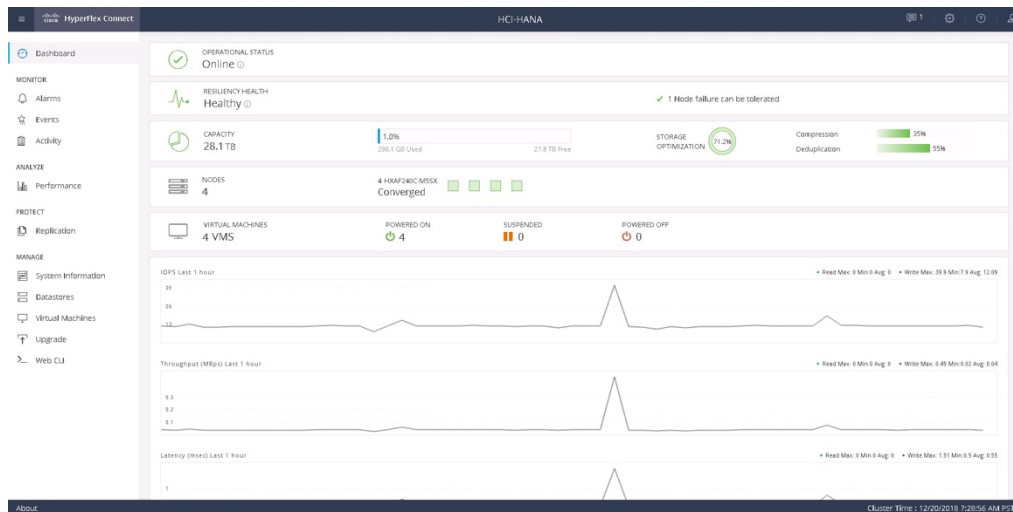 cisco HyperFlex Connect
HCI-HANA
1
Dashboard
MONITOR
Alarms
Events
Activity
ANALYZE
Performance
PROTECT
Replication
MANAGE
System Information
Datastores
Virtual Machines
Upgrade
Web CLI
OPERATIONAL STATUS
Online
RESILIENCY HEALTH
Healthy
1 Node failure can be tolerated
CAPACITY
28.1 TB
1.0%
296.1 GB Used
27.8 TB Free
STORAGE
OPTIMIZATION
71.2%
Compression
35%
Deduplication
55%
NODES
4
4 HXAF240C-M5SX
Converged
VIRTUAL MACHINES
4 VMS
POWERED ON
4
SUSPENDED
0
POWERED OFF
0
IOPS Last 1 hour
Read Max: 0 Min:0 Avg: 0
Write Max: 39.9 Min:7.9 Avg: 12.09
39
26
13
Throughput (MBps) Last 1 hour
Read Max: 0 Min:0 Avg: 0
Write Max: 0.45 Min:0.02 Avg: 0.04
0.3
0.2
0.1
Latency (msec) Last 1 hour
Read Max: 0 Min:0 Avg: 0
Write Max: 1.51 Min:0.5 Avg: 0.55
1
About
Cluster Time : 12/20/2018 7:28:56 AM PST